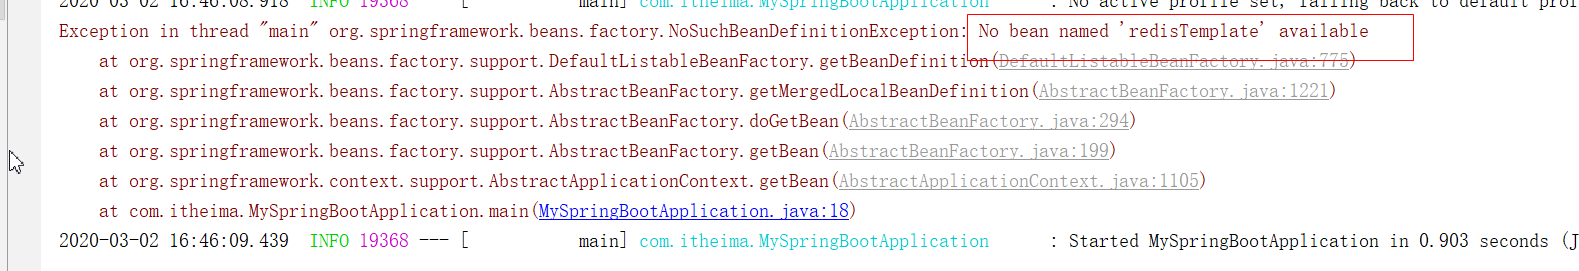 2020-03-02 16:46:08.918  INFO 19368 --- [           main] com.itheima.MySpringBootApplication      : No active profile set, falling back to default prof
Exception in thread "main" org.springframework.beans.factory.NoSuchBeanDefinitionException: No bean named 'redisTemplate' available
at org.springframework.beans.factory.support.DefaultListableBeanFactory.getBeanDefinition(DefaultListableBeanFactory.java:775)
at org.springframework.beans.factory.support.AbstractBeanFactory.getMergedLocalBeanDefinition(AbstractBeanFactory.java:1221)
at org.springframework.beans.factory.support.AbstractBeanFactory.doGetBean(AbstractBeanFactory.java:294)
at org.springframework.beans.factory.support.AbstractBeanFactory.getBean(AbstractBeanFactory.java:199)
at org.springframework.context.support.AbstractApplicationContext.getBean(AbstractApplicationContext.java:1105)
at com.itheima.MySpringBootApplication.main(MySpringBootApplication.java:18)
2020-03-02 16:46:09.439  INFO 19368 --- [           main] com.itheima.MySpringBootApplication      : Started MySpringBootApplication in 0.903 seconds (J